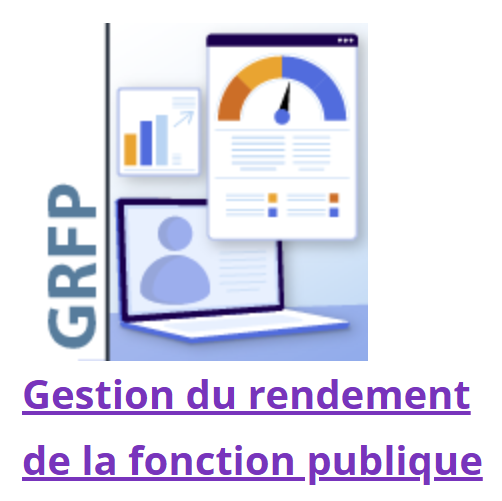 GRFP
Gestion du rendement
de la fonction publique